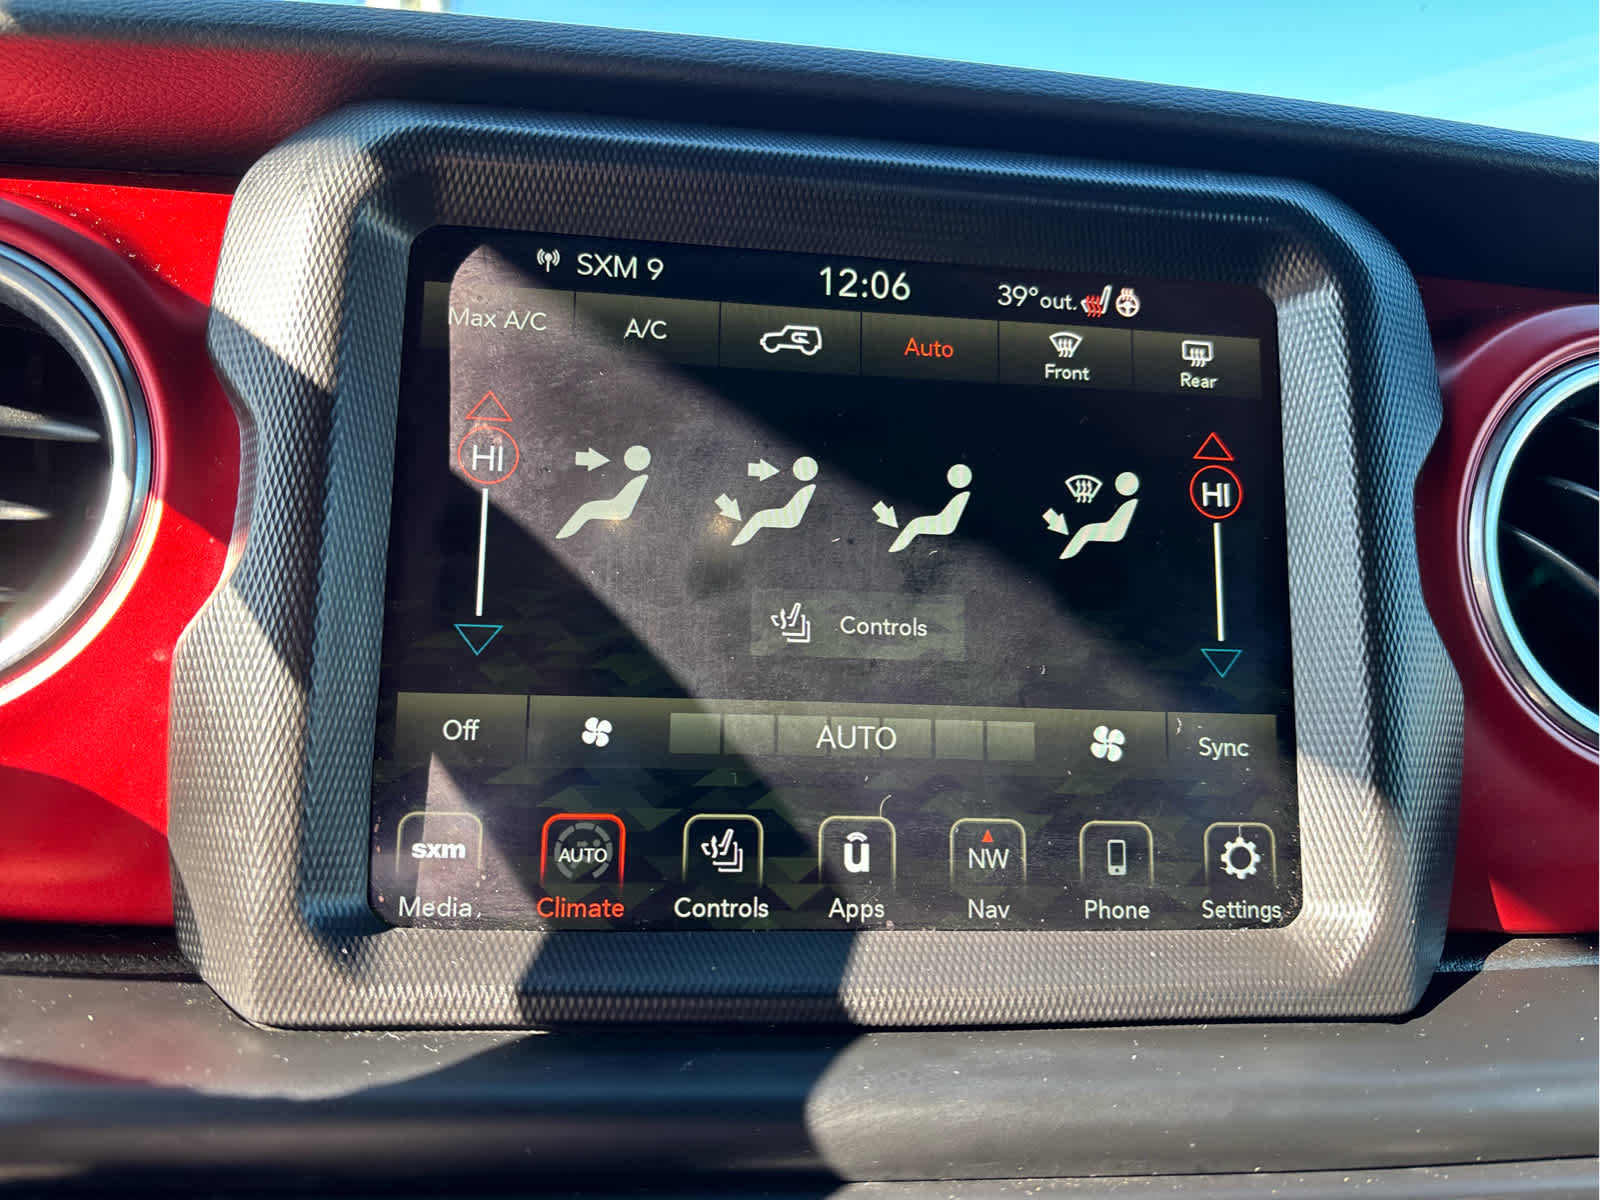 SXM 9 12:06 39° out.
Max A/C A/C Auto Front Rear
HI HI
Controls
Off AUTO Sync
sxm AUTO u NW
Media Climate Controls Apps Nav Phone Settings